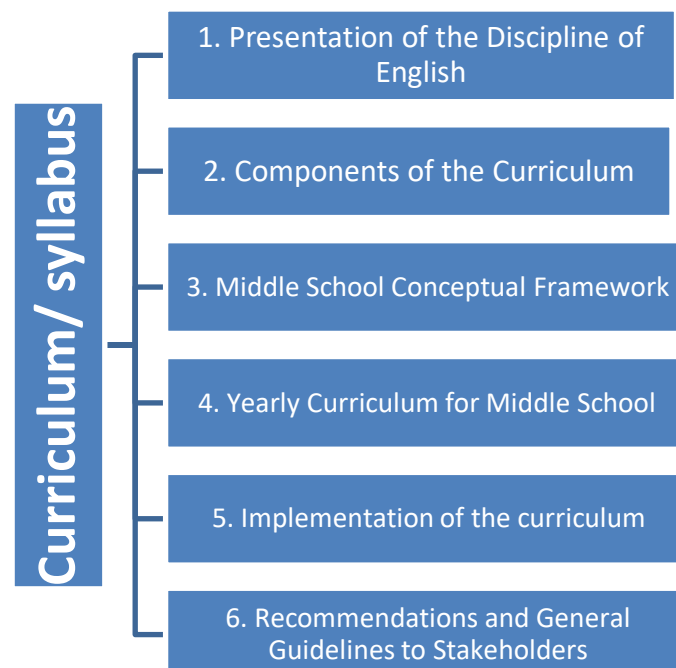 Curriculum/ syllabus
1. Presentation of the Discipline of
English
2. Components of the Curriculum
3. Middle School Conceptual Framework
4. Yearly Curriculum for Middle School
5. Implementation of the curriculum
6. Recommendations and General
Guidelines to Stakeholders